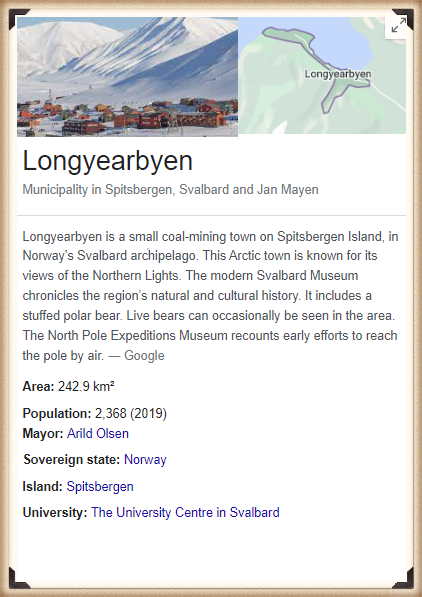 Longyearbyen
Longyearbyen
Municipality in Spitsbergen, Svalbard and Jan Mayen
Longyearbyen is a small coal-mining town on Spitsbergen Island, in
Norway’s Svalbard archipelago. This Arctic town is known for its
views of the Northern Lights. The modern Svalbard Museum
chronicles the region’s natural and cultural history. It includes a
stuffed polar bear. Live bears can occasionally be seen in the area.
The North Pole Expeditions Museum recounts early efforts to reach
the pole by air. — Google
Area: 242.9 km²
Population: 2,368 (2019)
Mayor: Arild Olsen
Sovereign state: Norway
Island: Spitsbergen
University: The University Centre in Svalbard